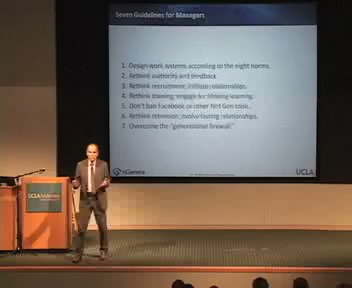 Seven Guidelines for Managers
1. Design work systems according to the eight norms.
2. Rethink authority and feedback
3. Rethink recruitment, initiate relationships.
4. Rethink training, engage for lifelong learning.
5. Don't ban Facebook or other Net Gen tools.
6. Rethink retention, evolve lasting relationships.
7. Overcome the "generational firewall"
nGenera
UCLA
UCLA Anderson